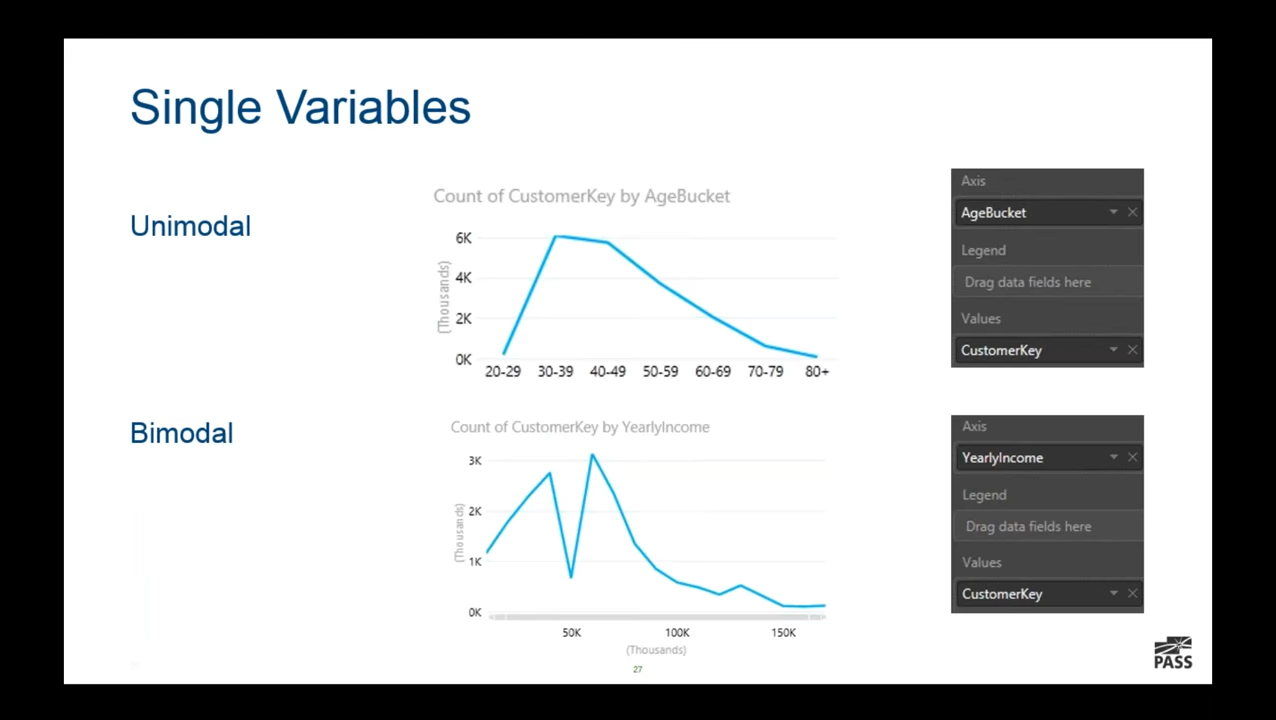 Single Variables
Unimodal
Count of CustomerKey by AgeBucket
(Thousands)
6K
4K
2K
0K
20-29 30-39 40-49 50-59 60-69 70-79 80+
Axis
AgeBucket
Legend
Drag data fields here
Values
CustomerKey
Bimodal
Count of CustomerKey by YearlyIncome
(Thousands)
3K
2K
1K
0K
50K 100K 150K
(Thousands)
Axis
YearlyIncome
Legend
Drag data fields here
Values
CustomerKey
27
PASS